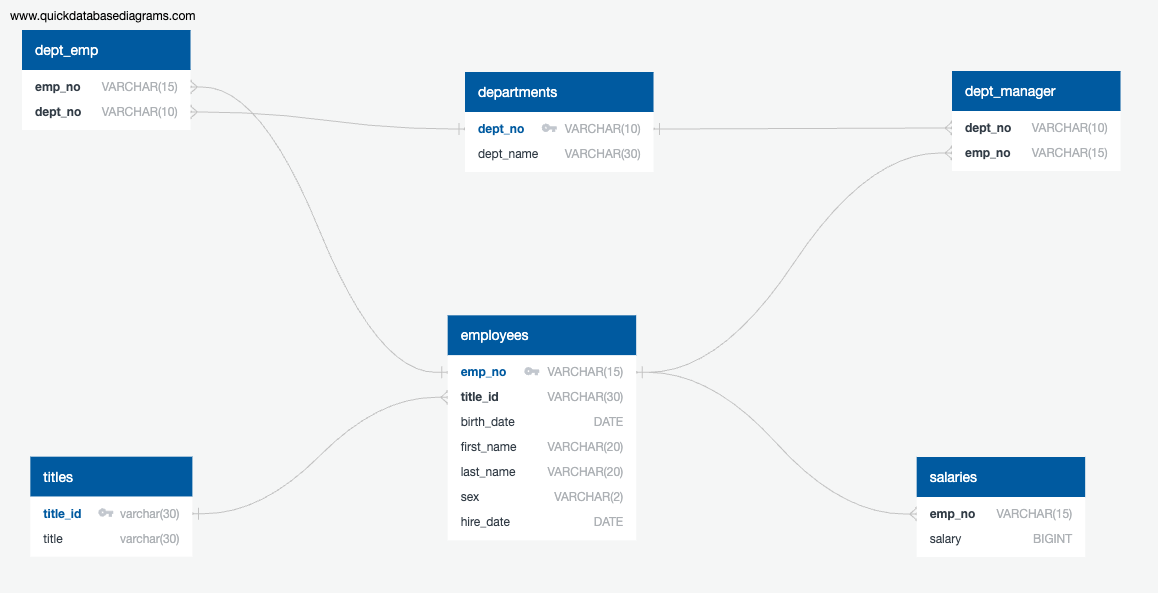 www.quickdatabasediagrams.com
dept_emp
emp_no VARCHAR(15)
dept_no VARCHAR(10)
departments
dept_no VARCHAR(10)
dept_name VARCHAR(30)
dept_manager
dept_no VARCHAR(10)
emp_no VARCHAR(15)
employees
emp_no VARCHAR(15)
title_id VARCHAR(30)
birth_date DATE
first_name VARCHAR(20)
last_name VARCHAR(20)
sex VARCHAR(2)
hire_date DATE
titles
title_id varchar(30)
title varchar(30)
salaries
emp_no VARCHAR(15)
salary BIGINT